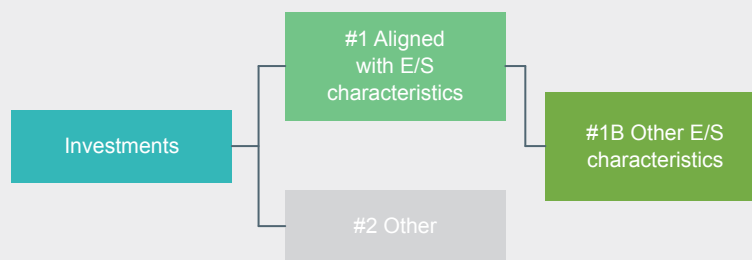 #1 Aligned
with E/S
characteristics
Investments
#1B Other E/S
characteristics
#2 Other